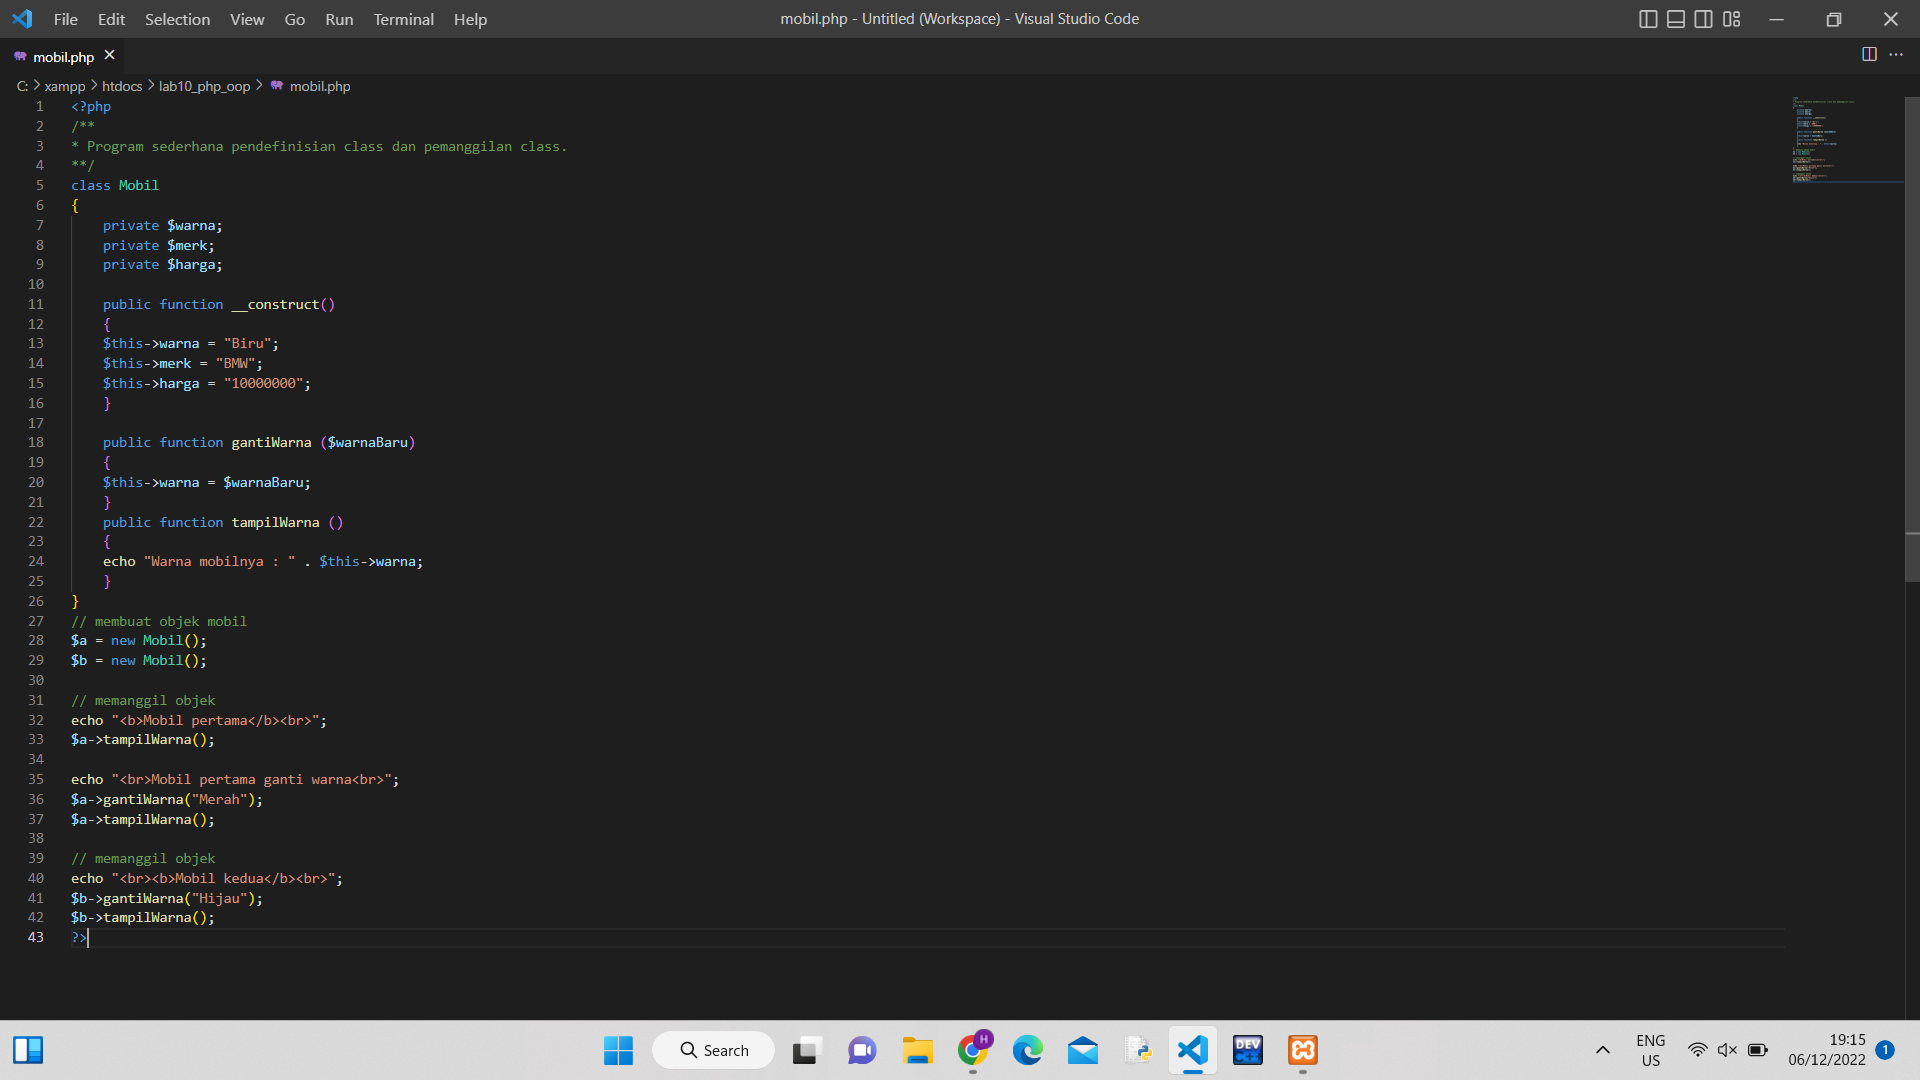 File Edit Selection View Go Run Terminal Help
mobil.php - Untitled (Workspace) - Visual Studio Code
mobil.php
C: > xampp > htdocs > lab10_php_oop > mobil.php
1 <?php
2 /**
3 * Program sederhana pendefinisian class dan pemanggilan class.
4 **/
5 class Mobil
6 {
7     private $warna;
8     private $merk;
9     private $harga;
10
11     public function __construct()
12     {
13     $this->warna = "Biru";
14     $this->merk = "BMW";
15     $this->harga = "10000000";
16     }
17
18     public function gantiWarna ($warnaBaru)
19     {
20     $this->warna = $warnaBaru;
21     }
22     public function tampilWarna ()
23     {
24     echo "Warna mobilnya : " . $this->warna;
25     }
26 }
27 // membuat objek mobil
28 $a = new Mobil();
29 $b = new Mobil();
30
31 // memanggil objek
32 echo "<b>Mobil pertama</b><br>";
33 $a->tampilWarna();
34
35 echo "<br>Mobil pertama ganti warna<br>";
36 $a->gantiWarna("Merah");
37 $a->tampilWarna();
38
39 // memanggil objek
40 echo "<br><b>Mobil kedua</b><br>";
41 $b->gantiWarna("Hijau");
42 $b->tampilWarna();
43 ?>
Search
H
DEV
C++
ENG
US
19:15
06/12/2022
1